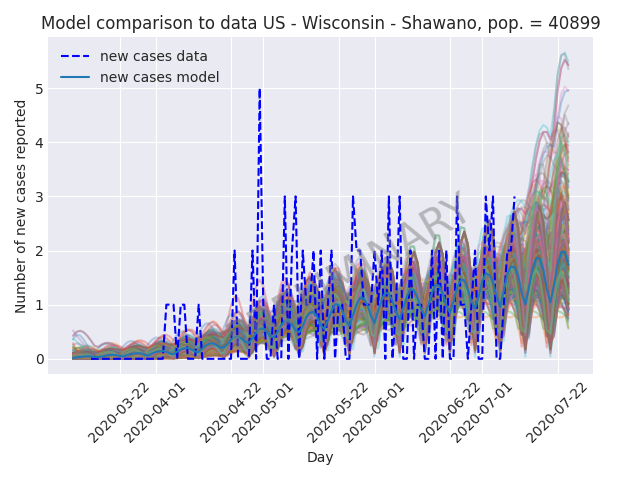 Model comparison to data US - Wisconsin - Shawano, pop. = 40899
new cases data
new cases model
Number of new cases reported
5
4
3
2
1
0
PRELIMINARY
2020-03-22
2020-04-01
2020-04-22
2020-05-01
2020-05-22
2020-06-01
2020-06-22
2020-07-01
2020-07-22
Day